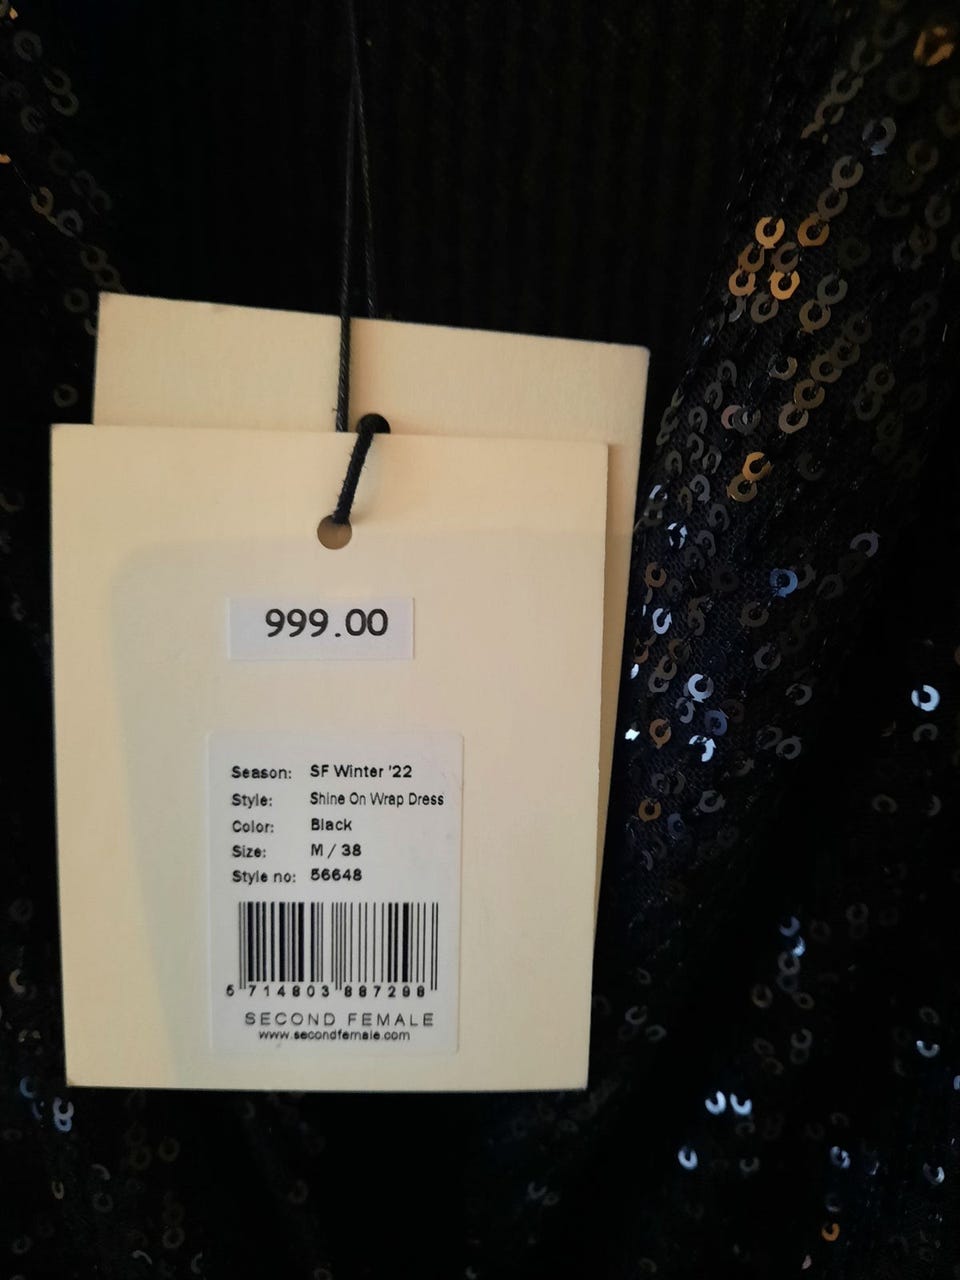 999.00
Season: SF Winter '22
Style: Shine On Wrap Dress
Color: Black
Size: M / 38
Style no: 56648
5 714803 887298
SECOND FEMALE
www.secondfemale.com